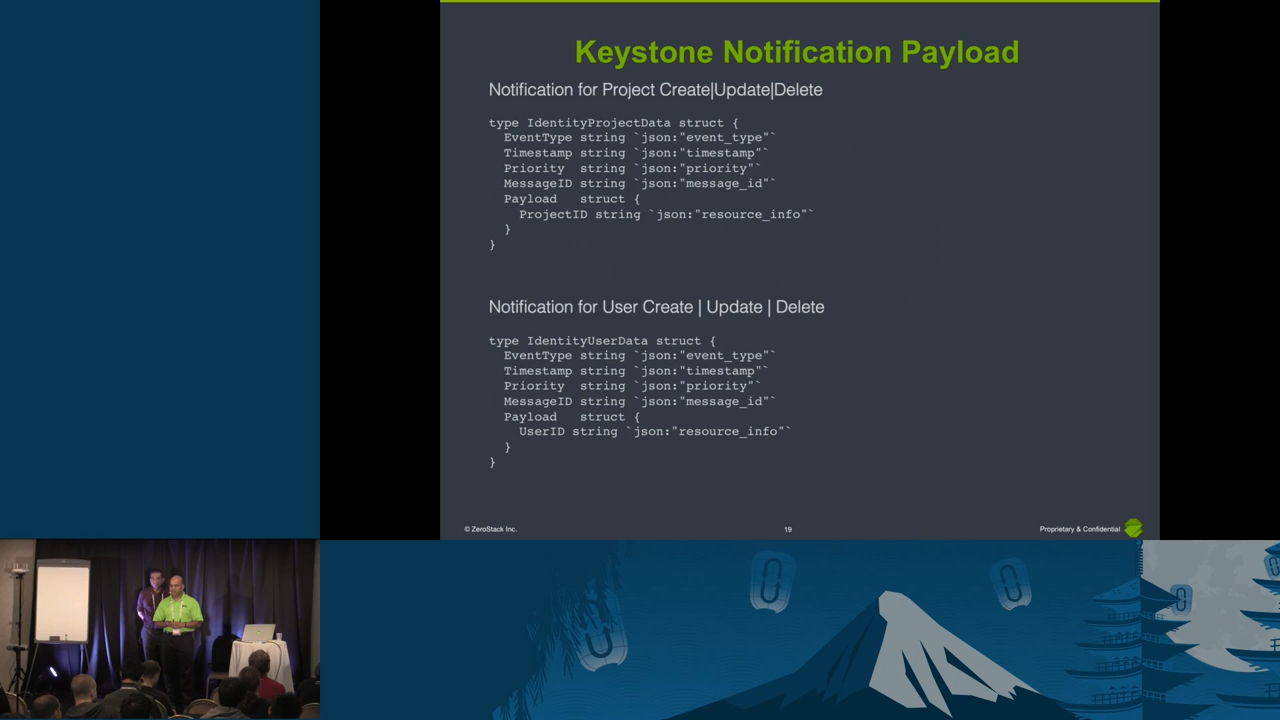 Keystone Notification Payload
Notification for Project Create|Update|Delete
type IdentityProjectData struct {
  EventType string `json:"event_type"`
  Timestamp string `json:"timestamp"`
  Priority  string `json:"priority"`
  MessageID string `json:"message_id"`
  Payload   struct {
    ProjectID string `json:"resource_info"`
  }
}
Notification for User Create | Update | Delete
type IdentityUserData struct {
  EventType string `json:"event_type"`
  Timestamp string `json:"timestamp"`
  Priority  string `json:"priority"`
  MessageID string `json:"message_id"`
  Payload   struct {
    UserID string `json:"resource_info"`
  }
}
© ZeroStack Inc.
19
Proprietary & Confidential